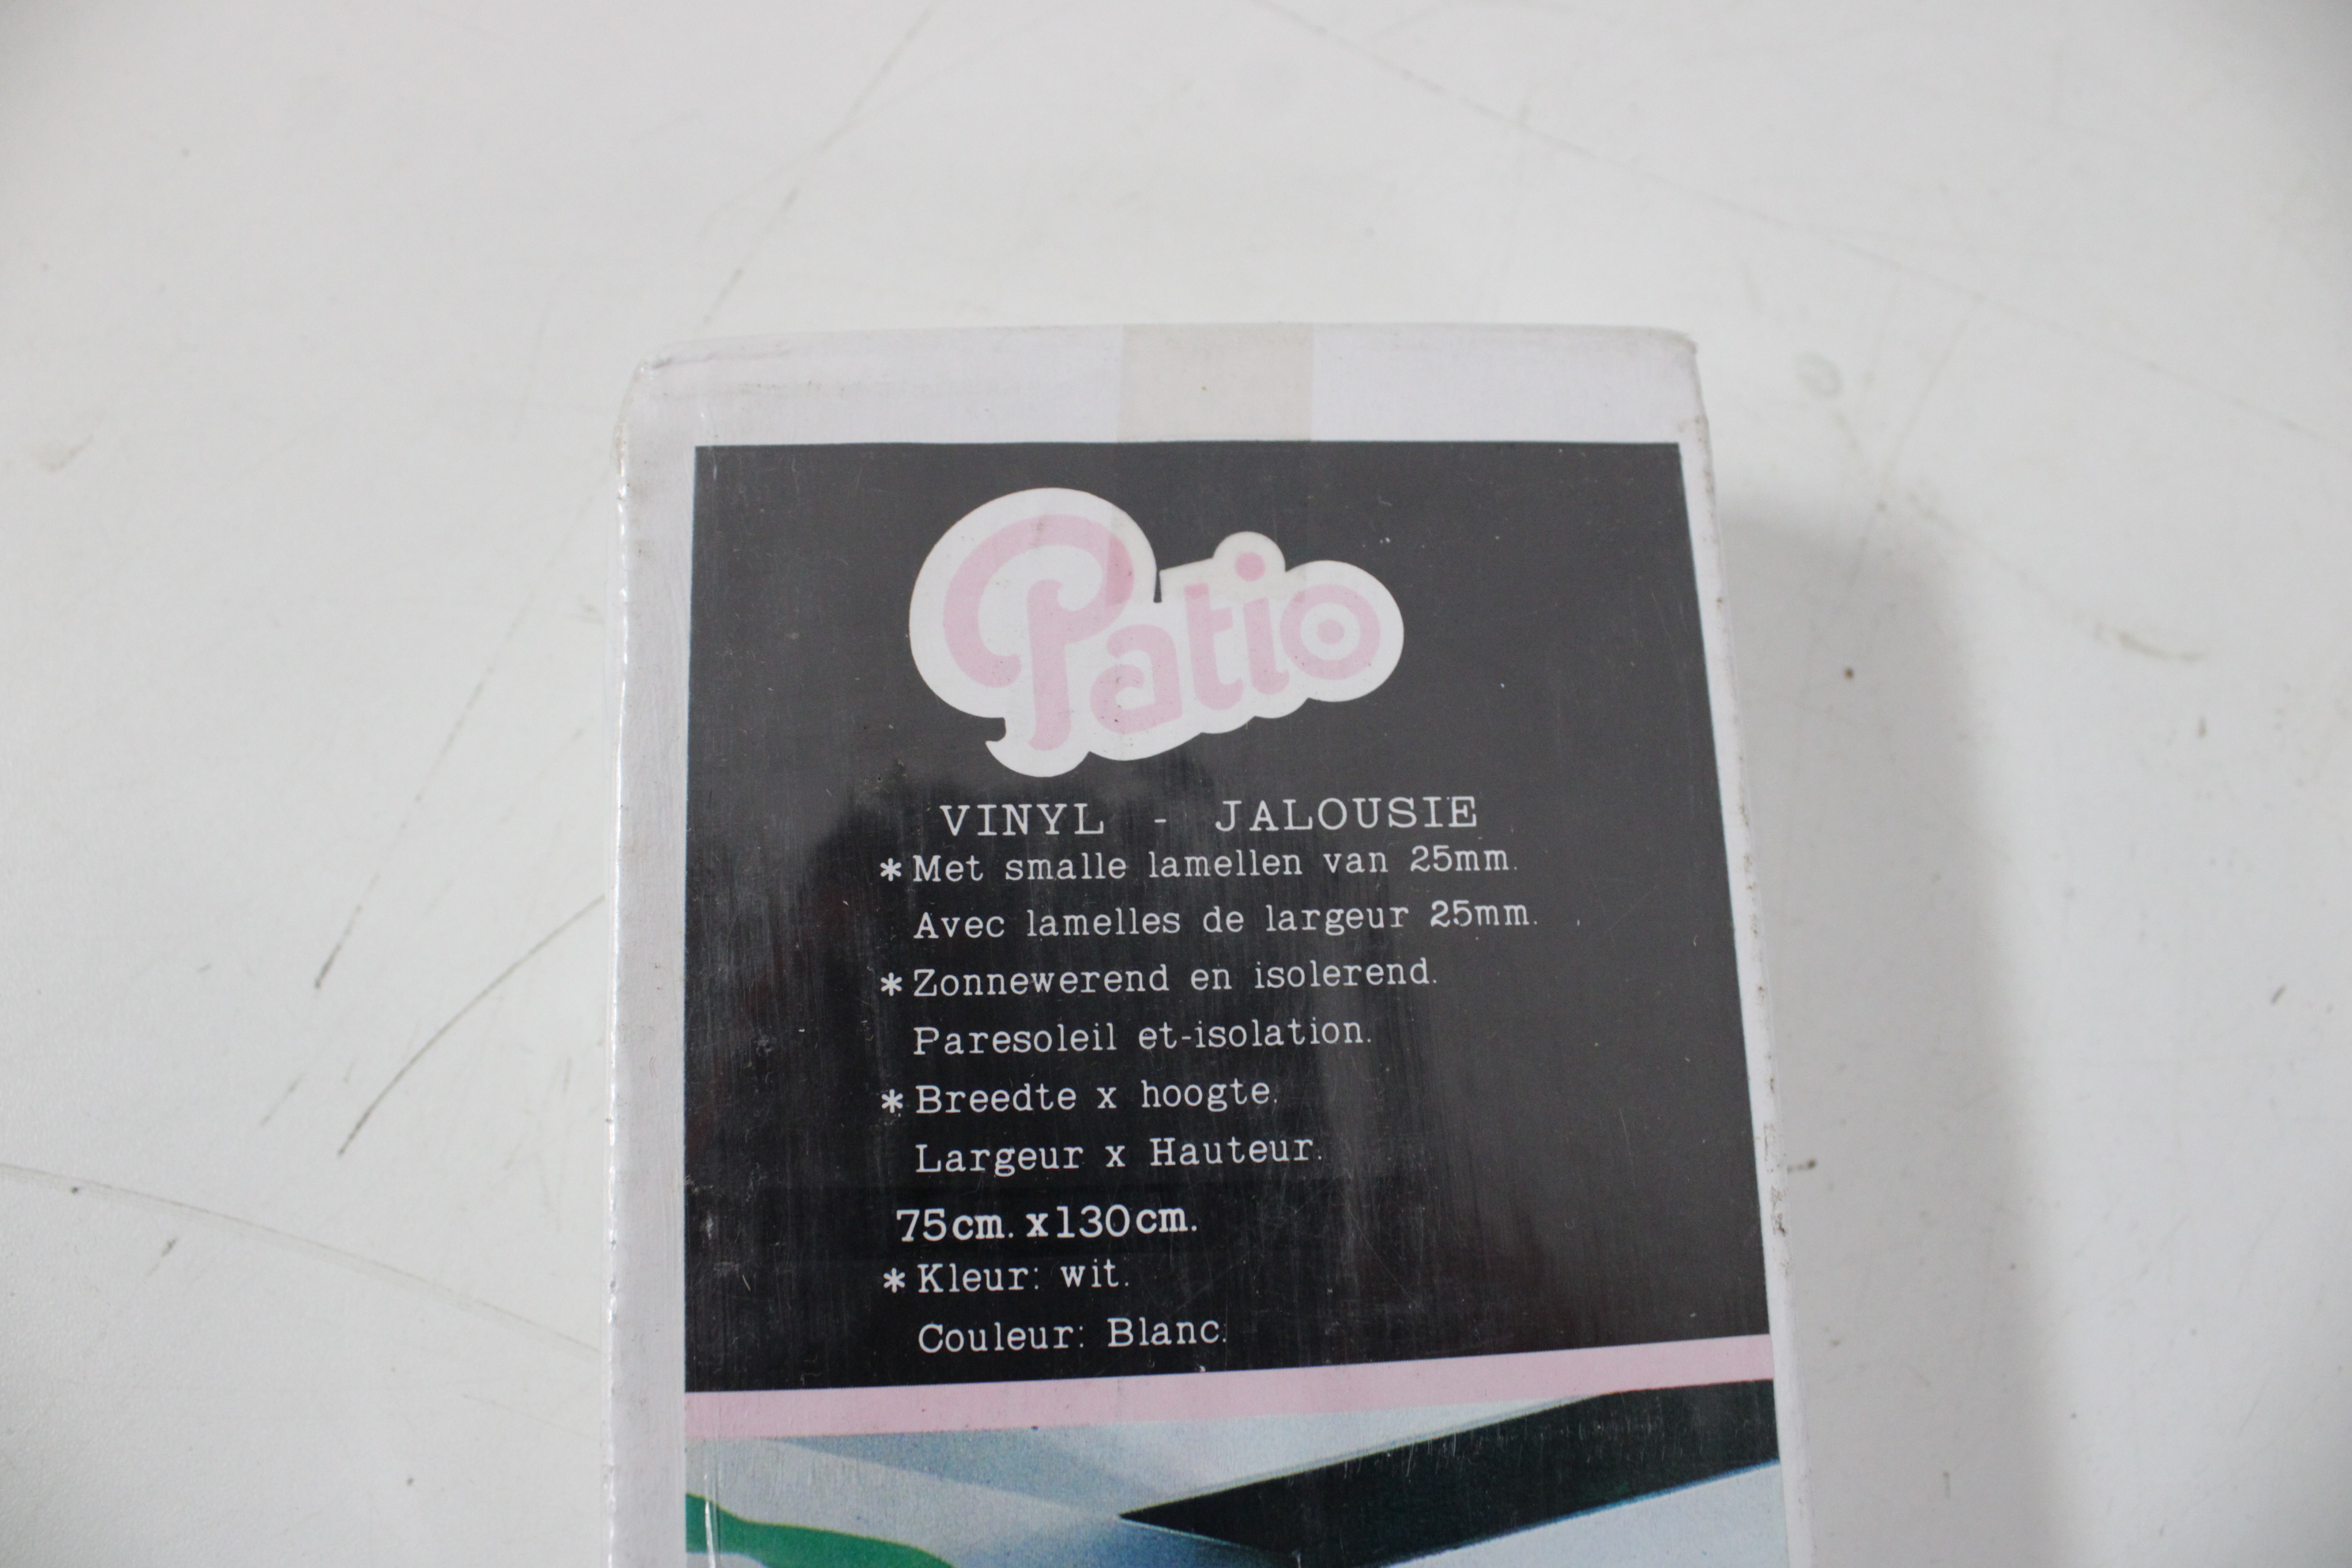 Patio
VINYL - JALOUSIE
* Met smalle lamellen van 25mm.
Avec lamelles de largeur 25mm.
* Zonnewerend en isolerend.
Paresoleil et-isolation.
* Breedte x hoogte.
Largeur x Hauteur.
75cm. x 130cm.
* Kleur: wit.
Couleur: Blanc.